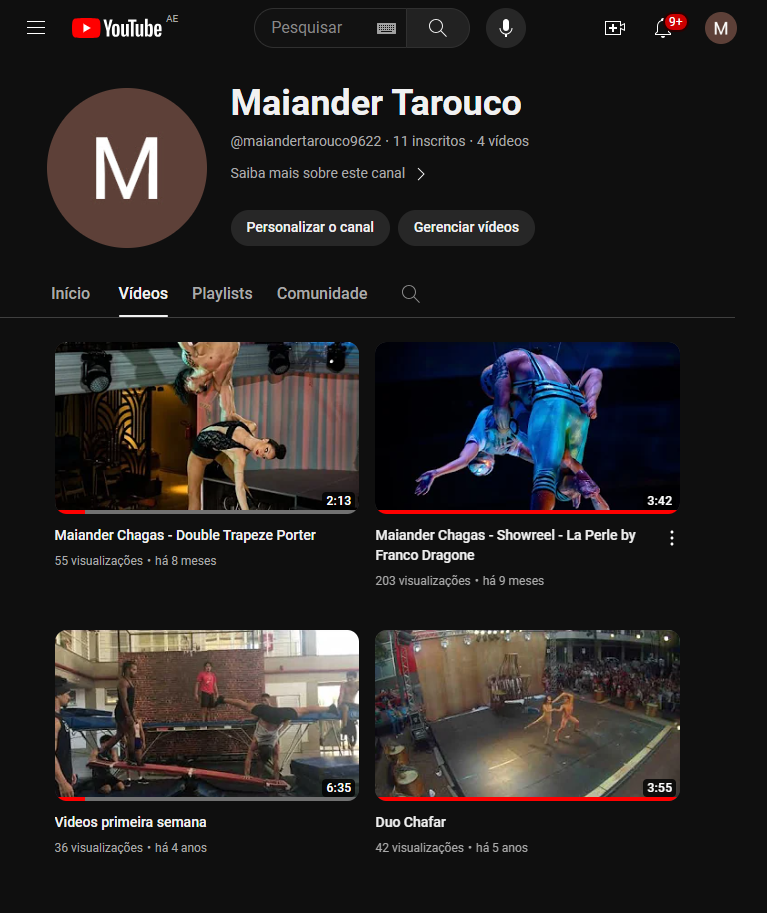 YouTube AE
Pesquisar
9+
M
M
Maiander Tarouco
@maiandertarouco9622 · 11 inscritos · 4 vídeos
Saiba mais sobre este canal
Personalizar o canal
Gerenciar vídeos
Início
Vídeos
Playlists
Comunidade
2:13
3:42
Maiander Chagas - Double Trapeze Porter
55 visualizações • há 8 meses
Maiander Chagas - Showreel - La Perle by
Franco Dragone
203 visualizações • há 9 meses
6:35
3:55
Videos primeira semana
36 visualizações • há 4 anos
Duo Chafar
42 visualizações • há 5 anos